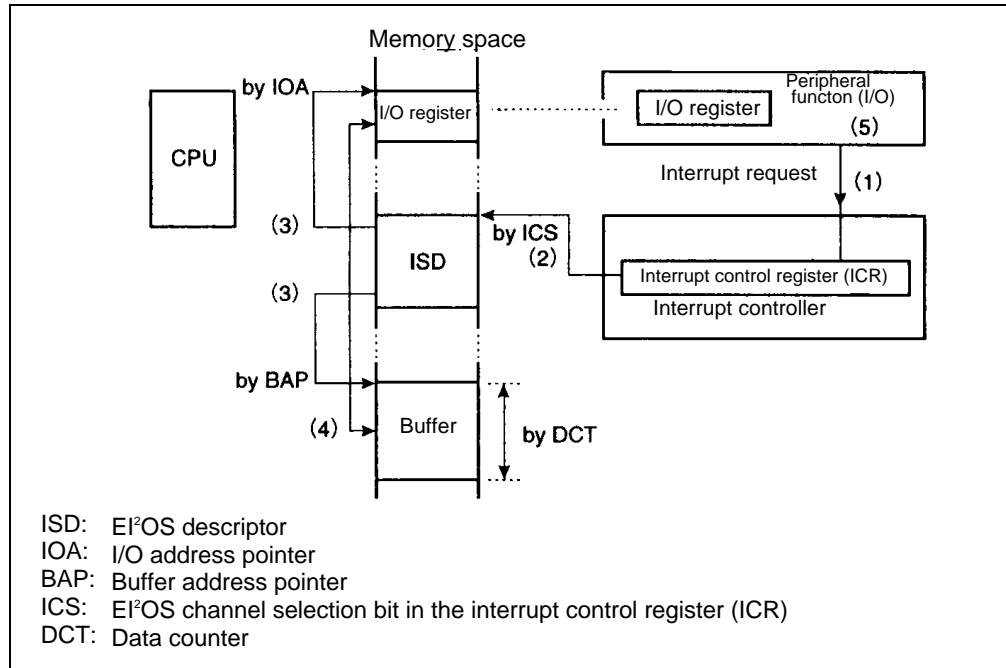 Memory space
by IOA
I/O register
Peripheral
functon (I/O)
I/O register
(5)
CPU
Interrupt request
(1)
(3)
by ICS
(2)
ISD
Interrupt control register (ICR)
(3)
Interrupt controller
by BAP
(4)
Buffer
by DCT
ISD: EI²OS descriptor
IOA: I/O address pointer
BAP: Buffer address pointer
ICS: EI²OS channel selection bit in the interrupt control register (ICR)
DCT: Data counter